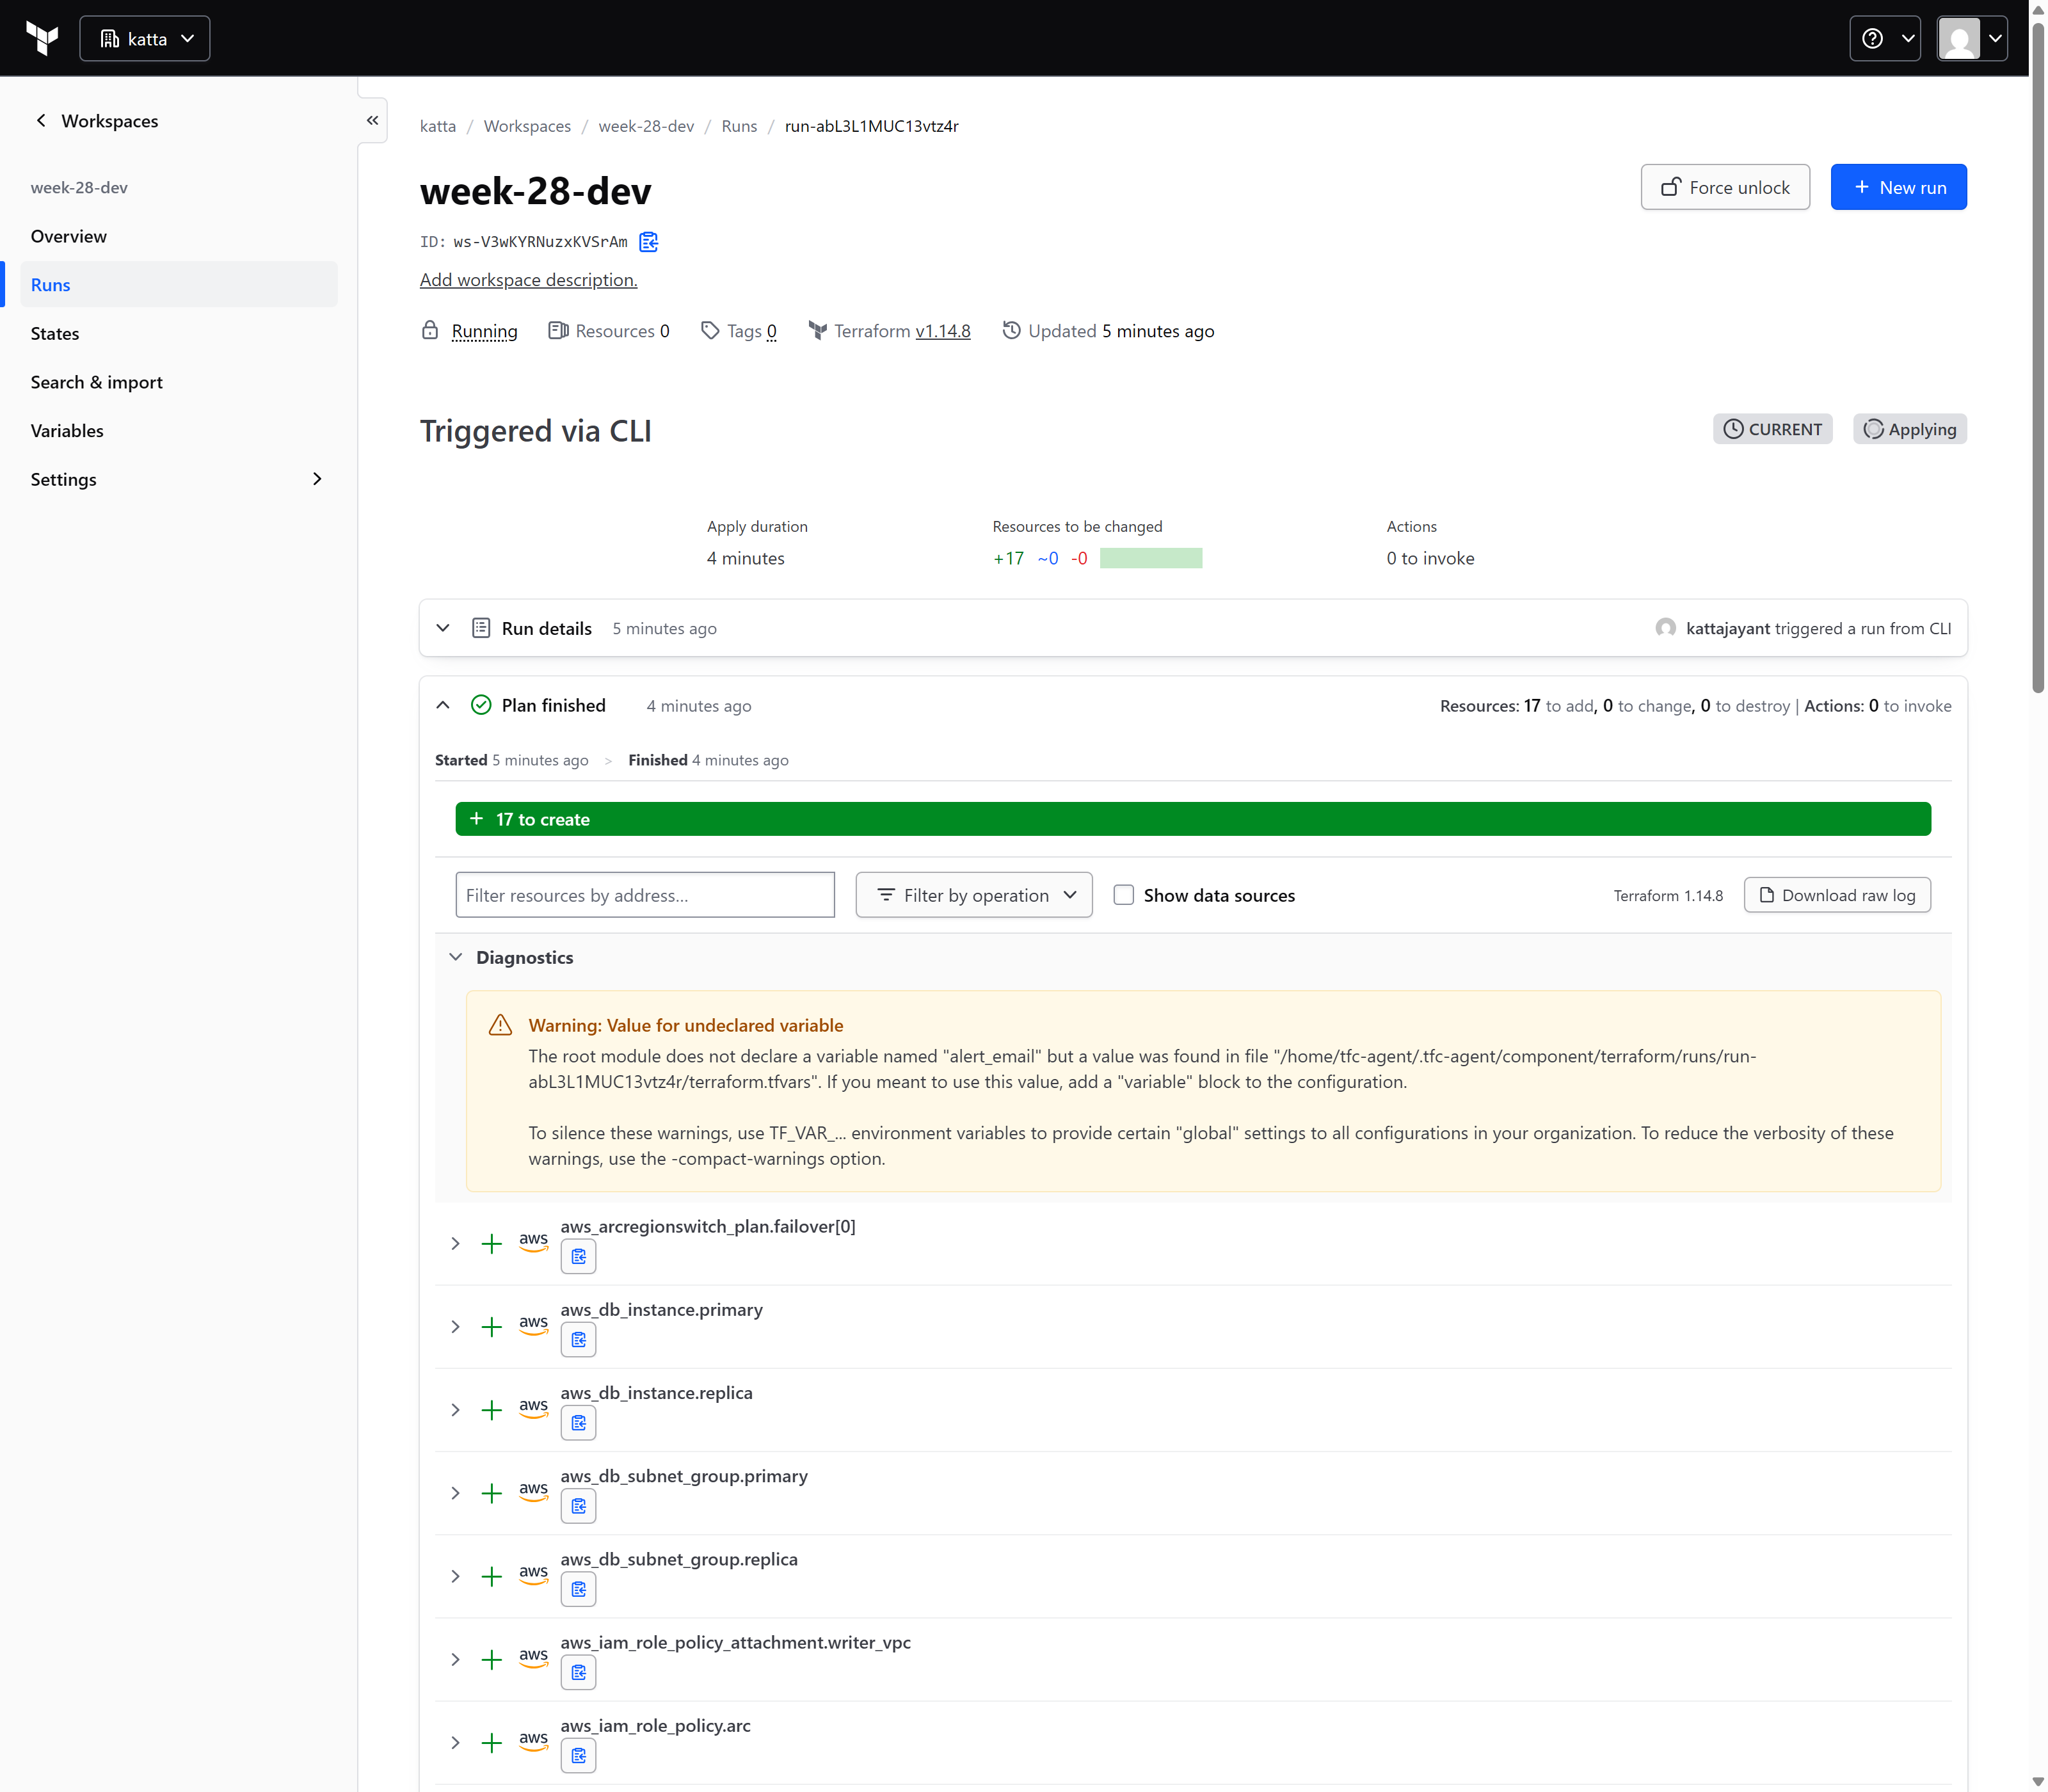 katta
Workspaces
week-28-dev
Overview
Runs
States
Search & import
Variables
Settings
katta / Workspaces / week-28-dev / Runs / run-abL3L1MUC13vtz4r
week-28-dev
Force unlock
+ New run
ID: ws-V3wKYRNuzxKVSrAm
Add workspace description.
Running Resources 0 Tags 0 Terraform v1.14.8 Updated 5 minutes ago
Triggered via CLI
CURRENT
Applying
Apply duration
4 minutes
Resources to be changed
+17 ~0 -0
Actions
0 to invoke
Run details 5 minutes ago
kattajayant triggered a run from CLI
Plan finished 4 minutes ago
Resources: 17 to add, 0 to change, 0 to destroy | Actions: 0 to invoke
Started 5 minutes ago > Finished 4 minutes ago
+ 17 to create
Filter resources by address...
Filter by operation
Show data sources
Terraform 1.14.8
Download raw log
Diagnostics
Warning: Value for undeclared variable
The root module does not declare a variable named "alert_email" but a value was found in file "/home/tfc-agent/.tfc-agent/component/terraform/runs/run-
abL3L1MUC13vtz4r/terraform.tfvars". If you meant to use this value, add a "variable" block to the configuration.
To silence these warnings, use TF_VAR_... environment variables to provide certain "global" settings to all configurations in your organization. To reduce the verbosity of these
warnings, use the -compact-warnings option.
aws aws_arcregionswitch_plan.failover[0]
aws aws_db_instance.primary
aws aws_db_instance.replica
aws aws_db_subnet_group.primary
aws aws_db_subnet_group.replica
aws aws_iam_role_policy_attachment.writer_vpc
aws aws_iam_role_policy.arc